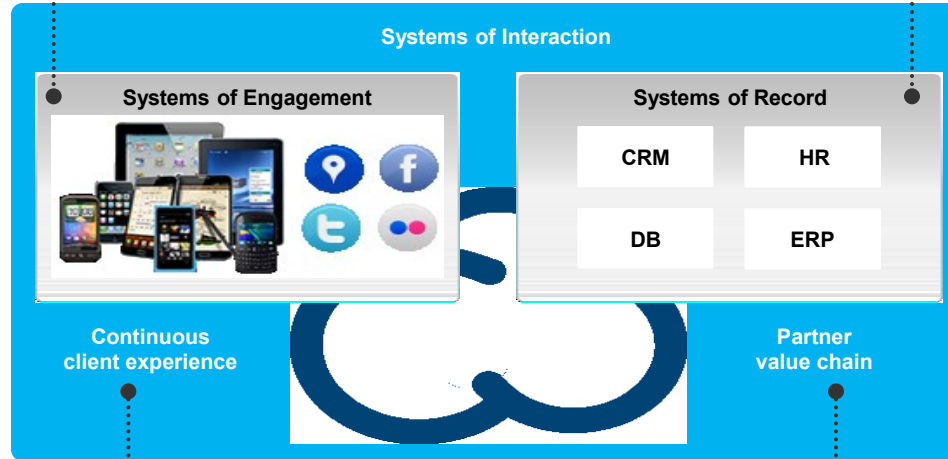 Systems of Interaction
Systems of Engagement
Systems of Record
CRM
HR
DB
ERP
Continuous
client experience
Partner
value chain